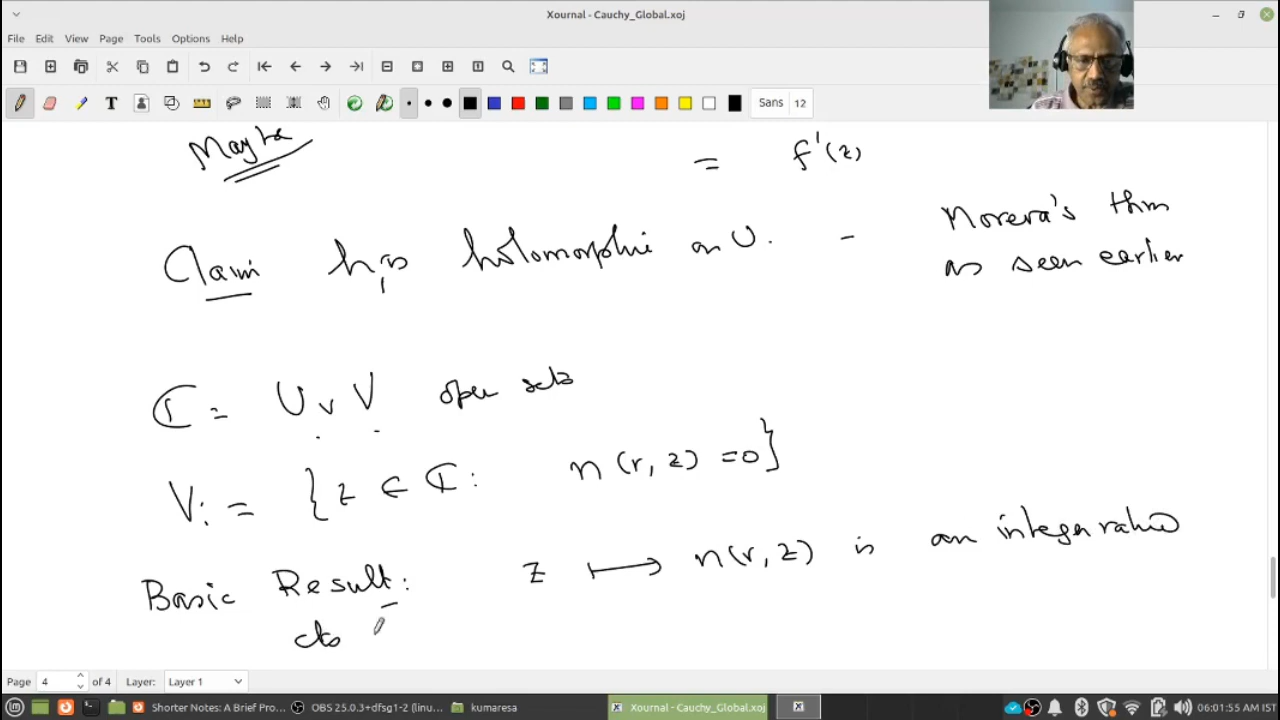 Xournal - Cauchy_Global.xoj
File Edit View Page Tools Options Help
T
Sans 12
Maybe
= f'(z)
Claim h is holomorphic on U. - Morera's thm
as seen earlier
ℂ = U ∪ V open sets
V := { z ∈ ℂ : n(r, z) = 0 }
Basic Result: z ⟼ n(r, z) is an integer valued
cts
Page 4 of 4 Layer: Layer 1
Shorter Notes: A Brief Pro... OBS 25.0.3+dfsg1-2 (linu... kumaresa Xournal - Cauchy_Global.xoj 06:01:55 AM IST